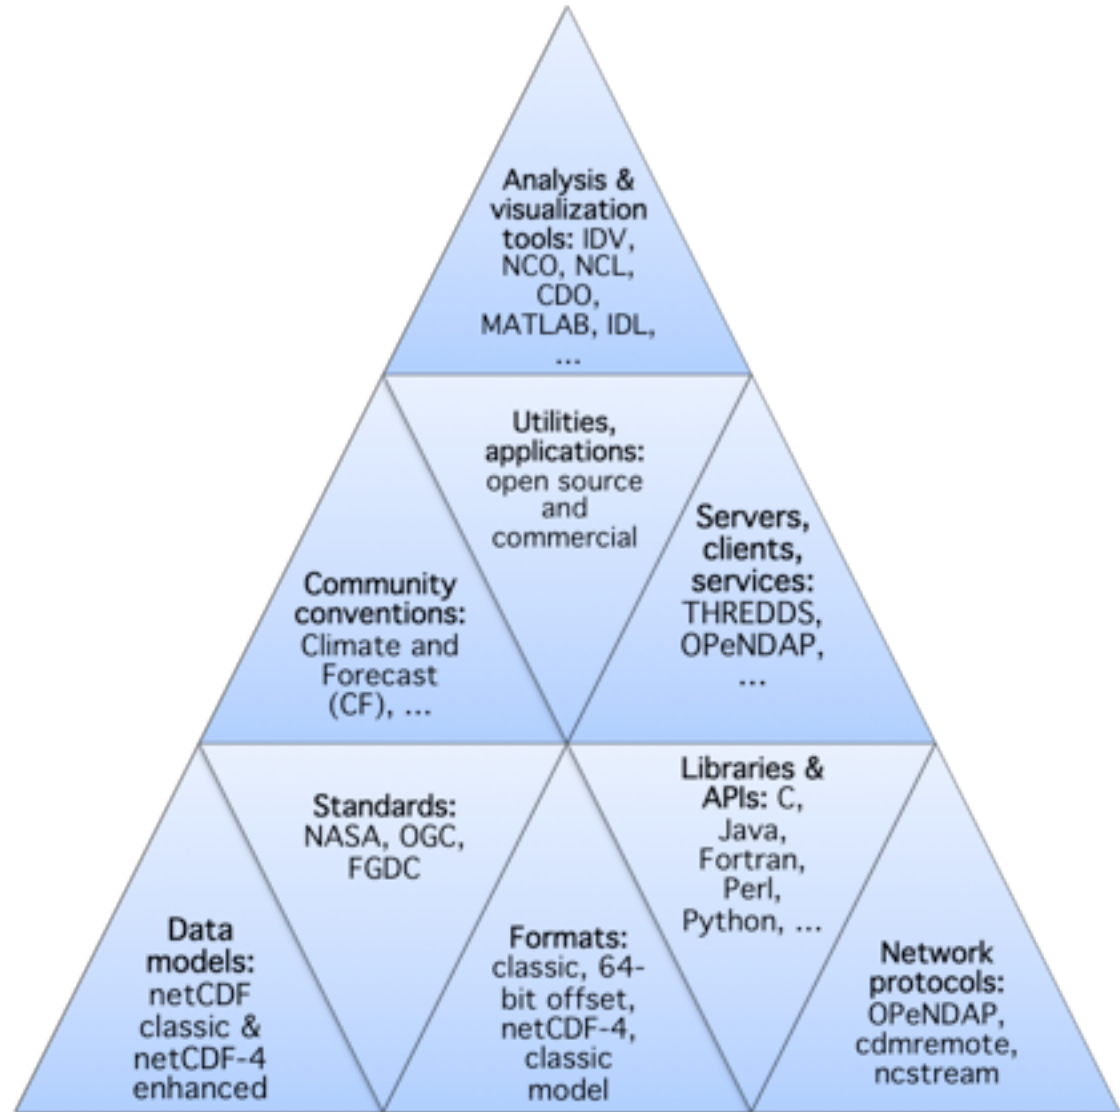 Analysis &
visualization
tools: IDV,
NCO, NCL,
CDO,
MATLAB, IDL,
...
Utilities,
applications:
open source
and
commercial
Community
conventions:
Climate and
Forecast
(CF), ...
Servers,
clients,
services:
THREDDS,
OPeNDAP,
...
Data
models:
netCDF
classic &
netCDF-4
enhanced
Standards:
NASA, OGC,
FGDC
Formats:
classic, 64-
bit offset,
netCDF-4,
classic
model
Libraries &
APIs: C,
Java,
Fortran,
Perl,
Python, ...
Network
protocols:
OPeNDAP,
cdmremote,
ncstream